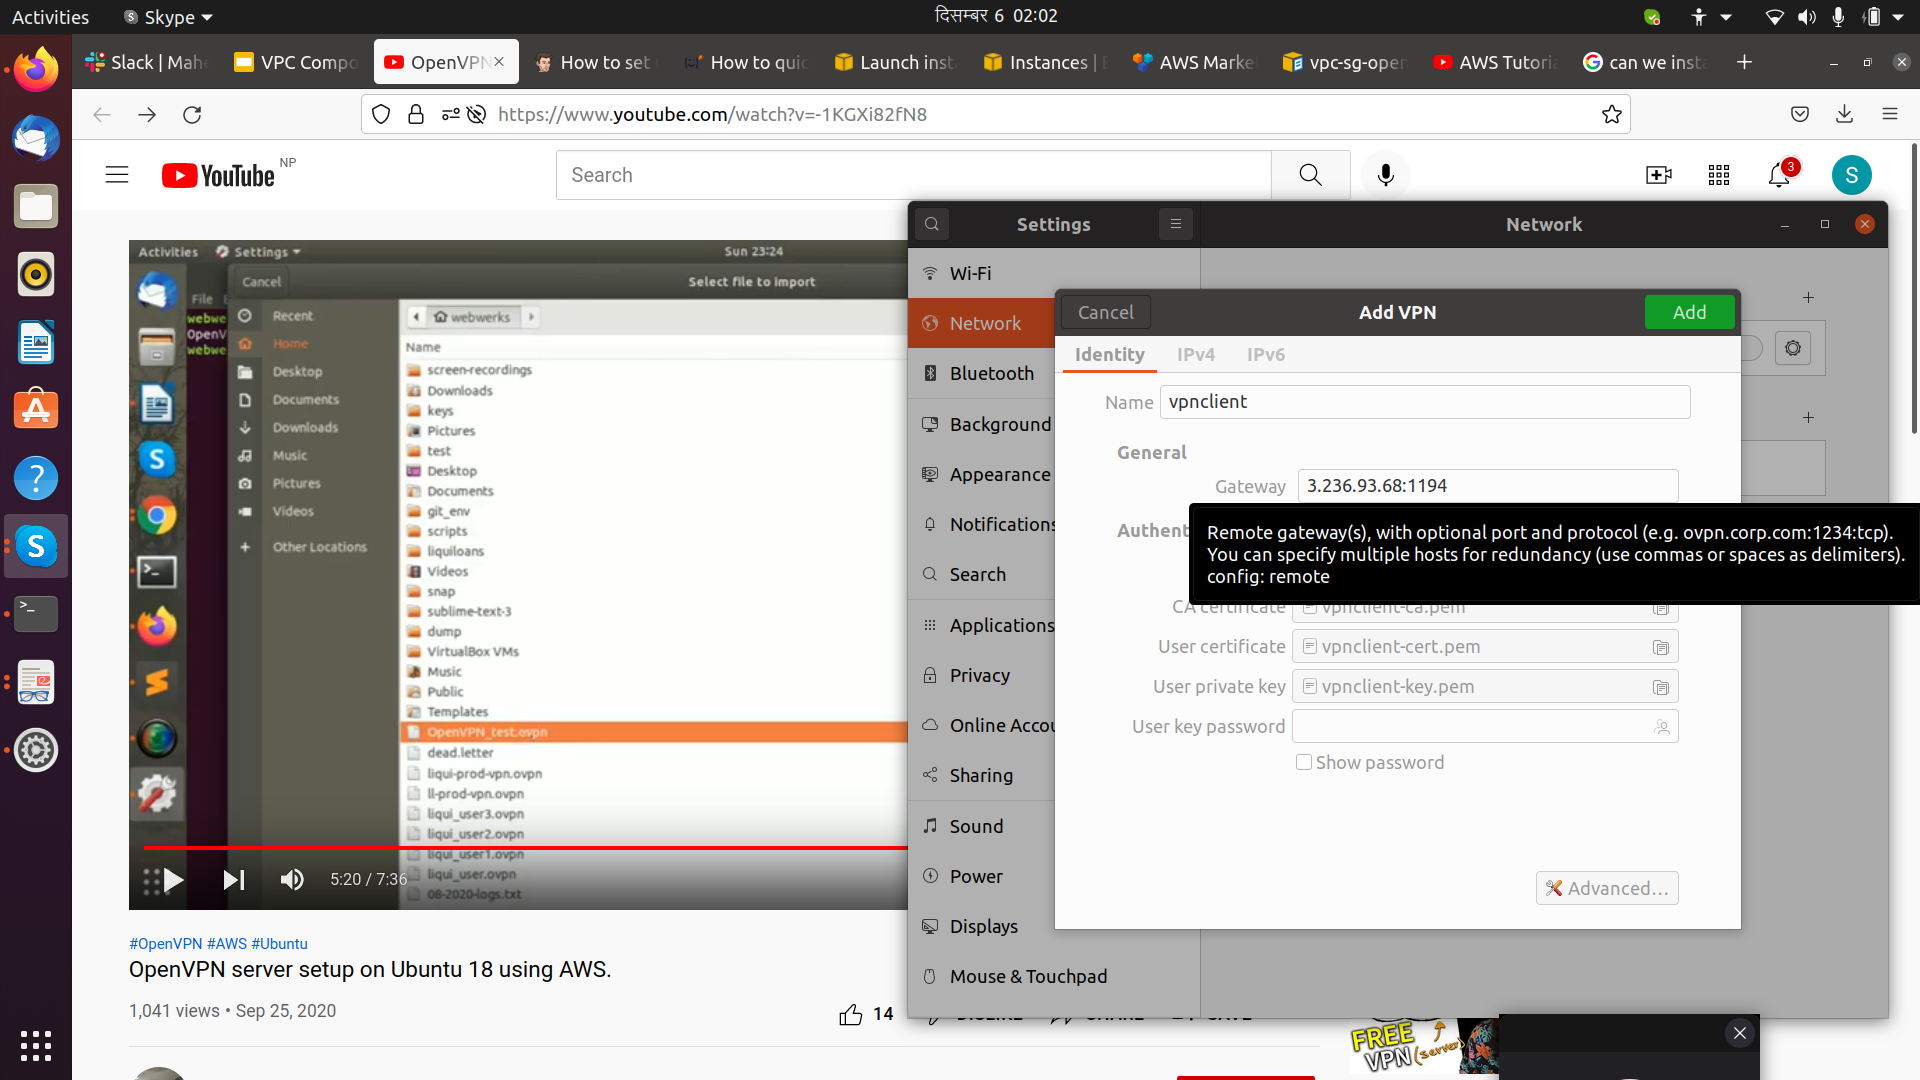 Activities
Skype
दिसम्बर 6 02:02
Slack | Mah
VPC Compo
OpenVPN
How to set
How to quic
Launch inst
Instances | E
AWS Marke
vpc-sg-oper
AWS Tutoria
can we insta
https://www.youtube.com/watch?v=-1KGXi82fN8
YouTube NP
Search
3
S
Activities
Settings
Sun 23:24
Cancel
Select file to import
File
webwe
OpenV
webwe
Recent
Home
Desktop
Documents
Downloads
Music
Pictures
Videos
Other Locations
webwerks
Name
screen-recordings
Downloads
keys
Pictures
test
Desktop
Documents
git_env
scripts
liquiloans
Videos
snap
sublime-text-3
dump
VirtualBox VMs
Music
Public
Templates
OpenVPN_test.ovpn
dead.letter
liqui-prod-vpn.ovpn
ll-prod-vpn.ovpn
liqui_user3.ovpn
liqui_user2.ovpn
liqui_user1.ovpn
liqui_user.ovpn
08-2020-logs.txt
5:20 / 7:36
#OpenVPN #AWS #Ubuntu
OpenVPN server setup on Ubuntu 18 using AWS.
1,041 views • Sep 25, 2020
14
DISLIKE
SHARE
SAVE
Settings
Network
Wi-Fi
Network
Bluetooth
Background
Appearance
Notifications
Search
Applications
Privacy
Online Accou
Sharing
Sound
Power
Displays
Mouse & Touchpad
Cancel
Add VPN
Add
Identity
IPv4
IPv6
Name vpnclient
General
Gateway 3.236.93.68:1194
Authent
Remote gateway(s), with optional port and protocol (e.g. ovpn.corp.com:1234:tcp).
You can specify multiple hosts for redundancy (use commas or spaces as delimiters).
config: remote
CA certificate vpnclient-ca.pem
User certificate vpnclient-cert.pem
User private key vpnclient-key.pem
User key password
Show password
Advanced...
FREE
VPN (server)